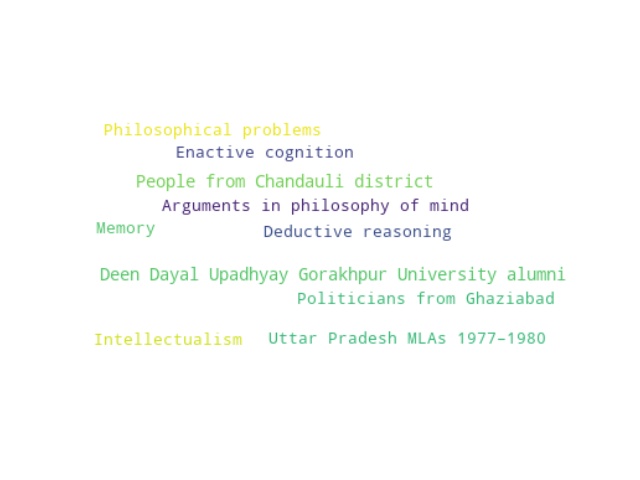 Philosophical problems
Enactive cognition
People from Chandauli district
Arguments in philosophy of mind
Memory
Deductive reasoning
Deen Dayal Upadhyay Gorakhpur University alumni
Politicians from Ghaziabad
Intellectualism
Uttar Pradesh MLAs 1977–1980